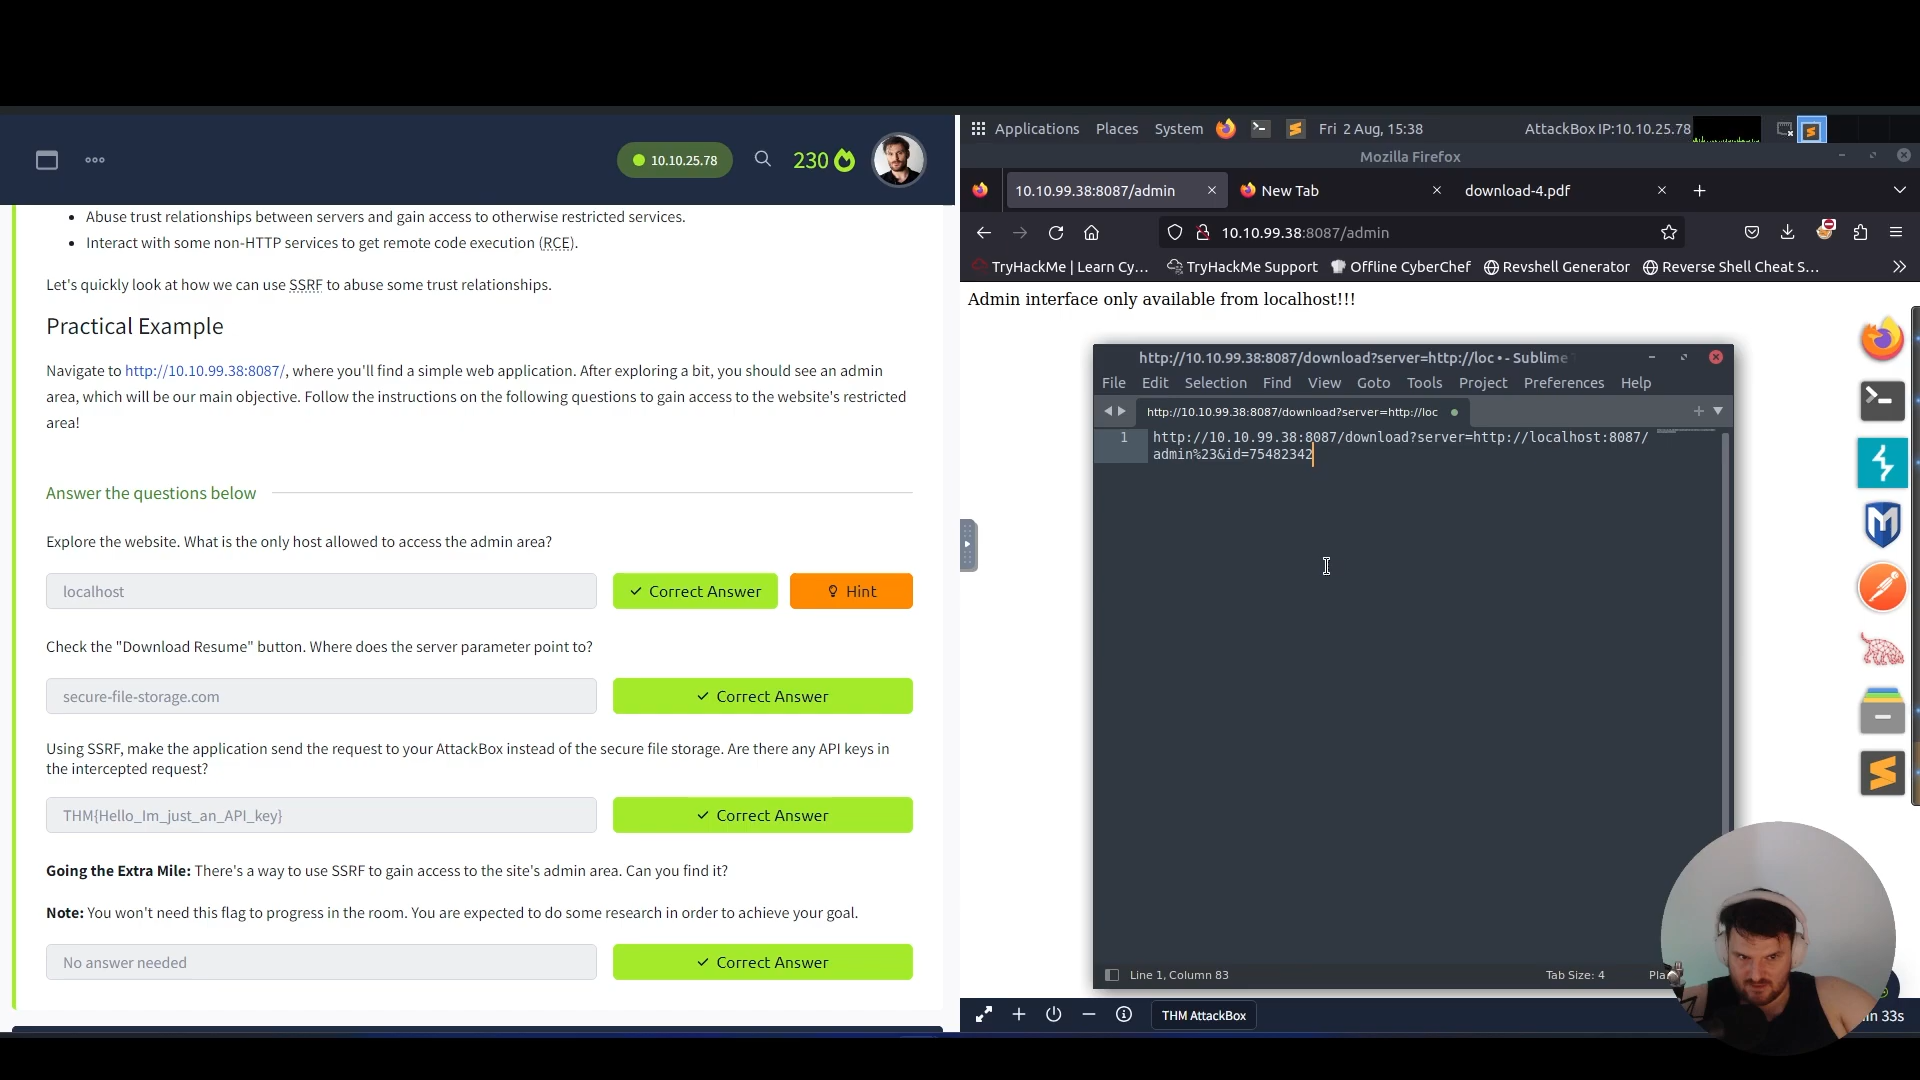 10.10.25.78
230
Abuse trust relationships between servers and gain access to otherwise restricted services.
Interact with some non-HTTP services to get remote code execution (RCE).
Let's quickly look at how we can use SSRF to abuse some trust relationships.
Practical Example
Navigate to http://10.10.99.38:8087/, where you'll find a simple web application. After exploring a bit, you should see an admin
area, which will be our main objective. Follow the instructions on the following questions to gain access to the website's restricted
area!
Answer the questions below
Explore the website. What is the only host allowed to access the admin area?
localhost
Correct Answer
Hint
Check the "Download Resume" button. Where does the server parameter point to?
secure-file-storage.com
Correct Answer
Using SSRF, make the application send the request to your AttackBox instead of the secure file storage. Are there any API keys in
the intercepted request?
THM{Hello_Im_just_an_API_key}
Correct Answer
Going the Extra Mile: There's a way to use SSRF to gain access to the site's admin area. Can you find it?
Note: You won't need this flag to progress in the room. You are expected to do some research in order to achieve your goal.
No answer needed
Correct Answer
Applications Places System Fri 2 Aug, 15:38 AttackBox IP:10.10.25.78
Mozilla Firefox
10.10.99.38:8087/admin
New Tab
download-4.pdf
10.10.99.38:8087/admin
TryHackMe | Learn Cy…
TryHackMe Support
Offline CyberChef
Revshell Generator
Reverse Shell Cheat S…
Admin interface only available from localhost!!!
http://10.10.99.38:8087/download?server=http://loc • - Sublime
File Edit Selection Find View Goto Tools Project Preferences Help
http://10.10.99.38:8087/download?server=http://loc
1 http://10.10.99.38:8087/download?server=http://localhost:8087/
admin%23&id=75482342
Line 1, Column 83
Tab Size: 4
THM AttackBox
33s